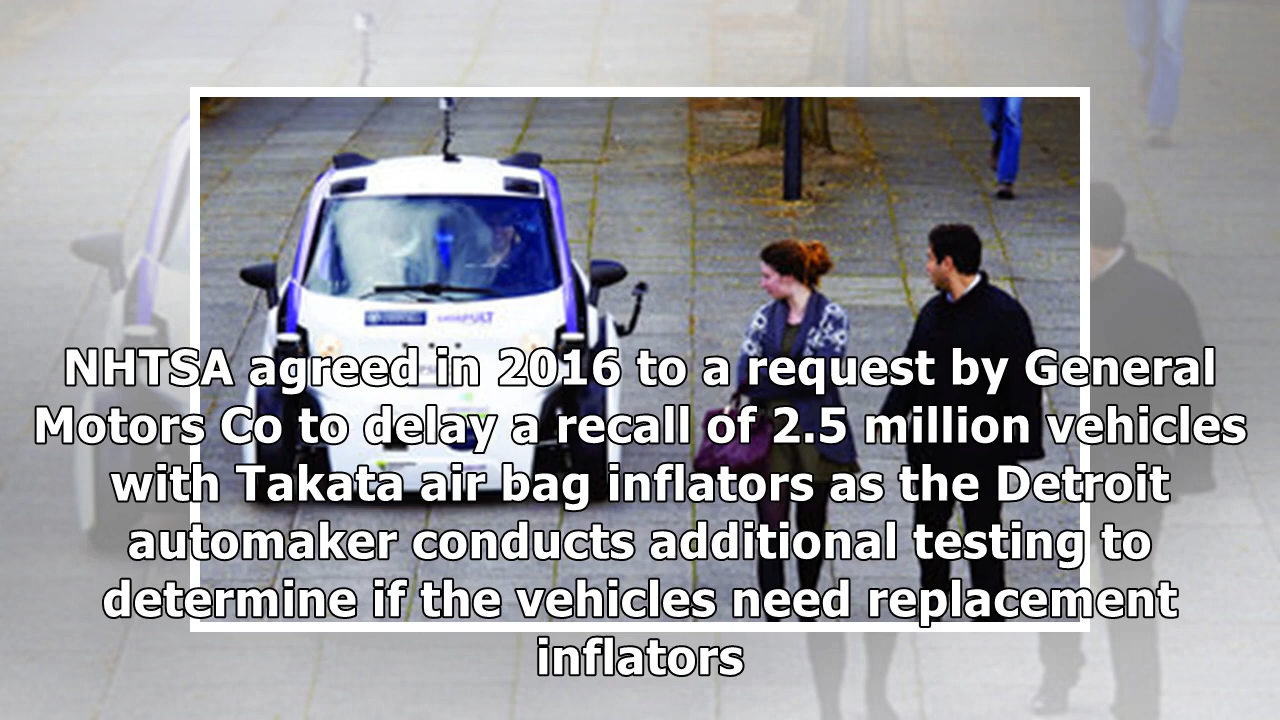 CATAPULT
NHTSA agreed in 2016 to a request by General
Motors Co to delay a recall of 2.5 million vehicles
with Takata air bag inflators as the Detroit
automaker conducts additional testing to
determine if the vehicles need replacement
inflators